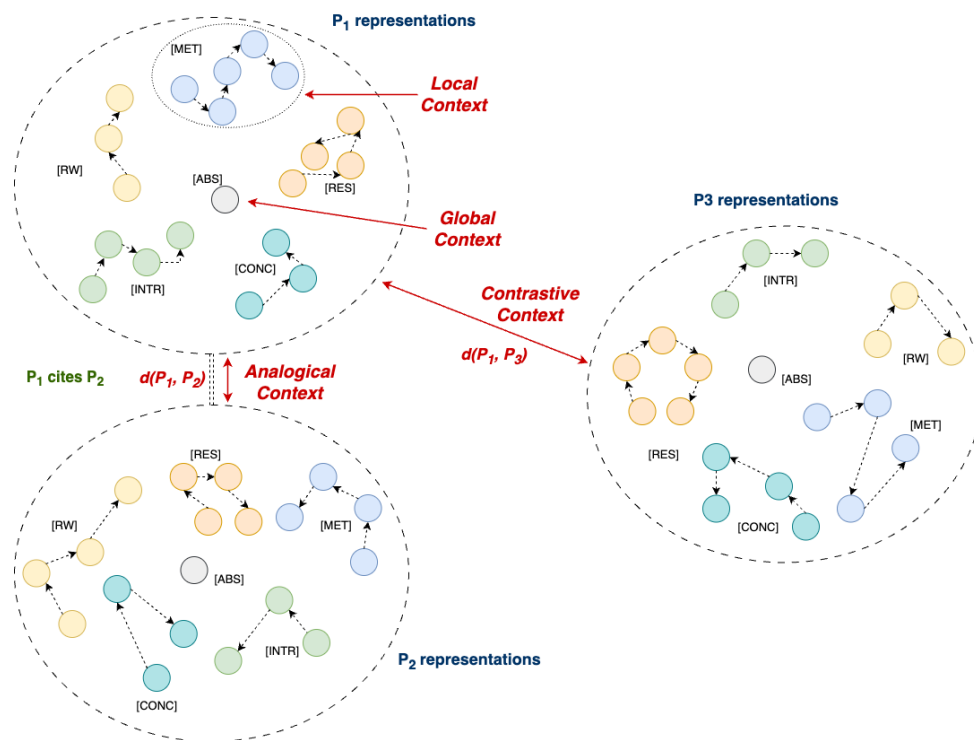 P1 representations
[MET]
Local
Context
[RW]
[RES]
[ABS]
Global
Context
[INTR]
[CONC]
P3 representations
[INTR]
Contrastive
Context
d(P1, P3)
[RW]
[ABS]
[MET]
[RES]
[CONC]
P1 cites P2
d(P1, P2)
Analogical
Context
[RES]
[RW]
[MET]
[ABS]
[INTR]
[CONC]
P2 representations